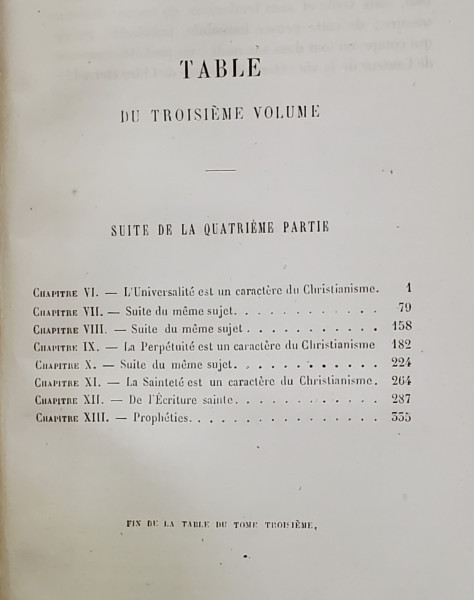 TABLE
DU TROISIÈME VOLUME
SUITE DE LA QUATRIÈME PARTIE
CHAPITRE VI. — L'Universalité est un caractère du Christianisme. 1
CHAPITRE VII. — Suite du même sujet. . . . . . . . . . . . 79
CHAPITRE VIII. — Suite du même sujet . . . . . . . . . . . 158
CHAPITRE IX. — La Perpétuité est un caractère du Christianisme 182
CHAPITRE X. — Suite du même sujet. . . . . . . . . . . . 224
CHAPITRE XI. — La Sainteté est un caractère du Christianisme. 264
CHAPITRE XII. — De l'Écriture sainte. . . . . . . . . . . . 287
CHAPITRE XIII. — Prophéties. . . . . . . . . . . . . . . 335
FIN DE LA TABLE DU TOME TROISIÈME.